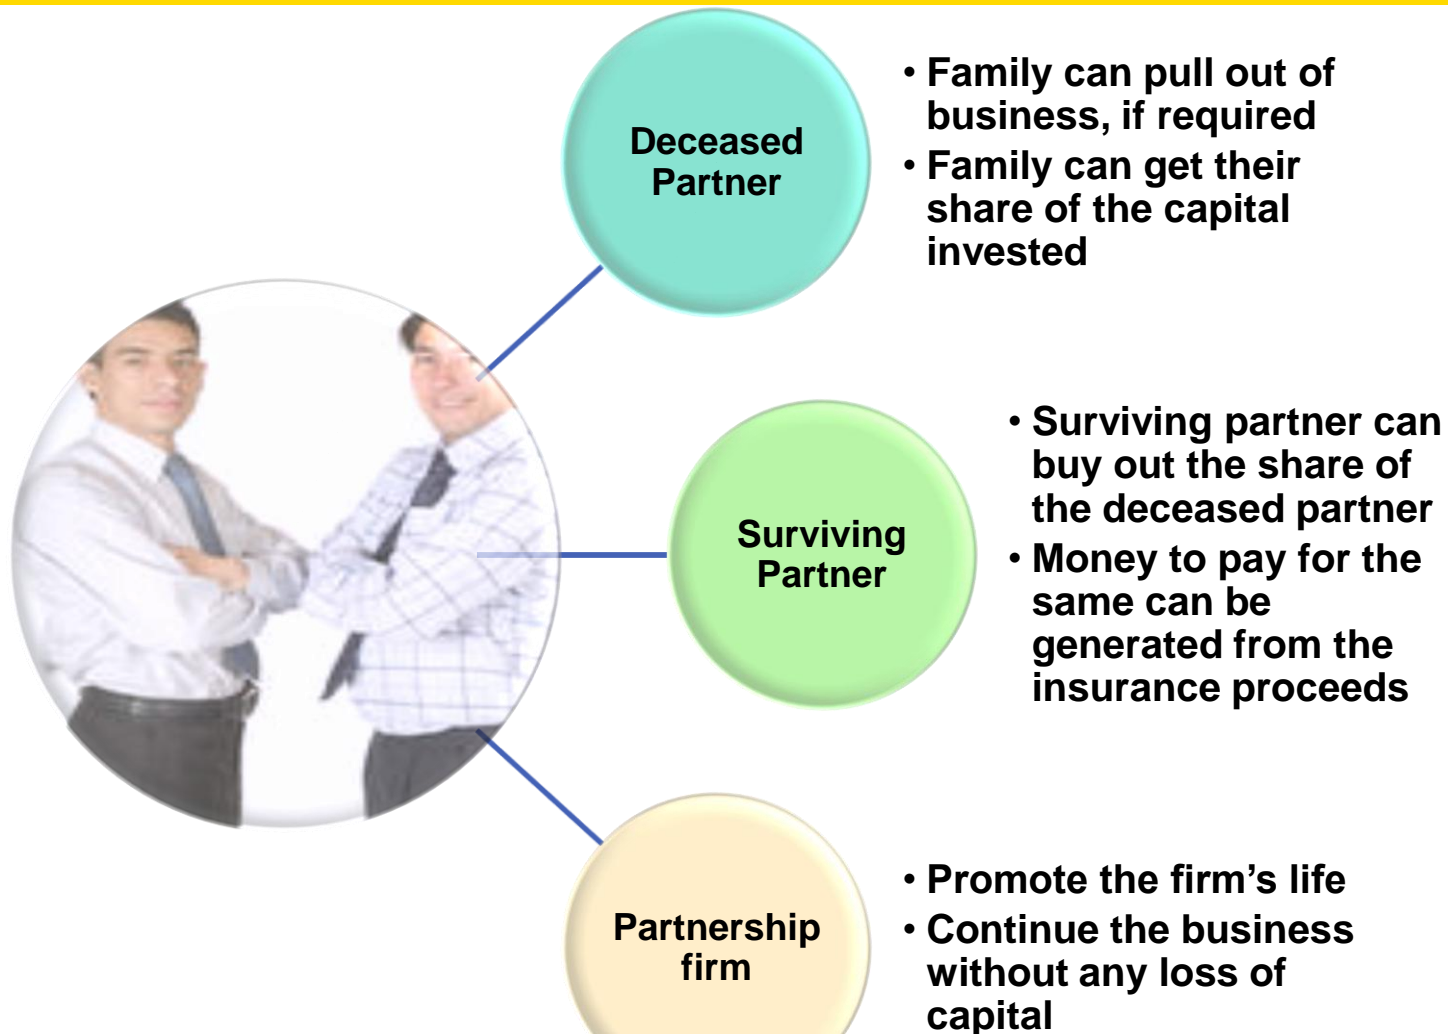 Deceased
Partner
• Family can pull out of
business, if required
• Family can get their
share of the capital
invested
Surviving
Partner
• Surviving partner can
buy out the share of
the deceased partner
• Money to pay for the
same can be
generated from the
insurance proceeds
Partnership
firm
• Promote the firm’s life
• Continue the business
without any loss of
capital